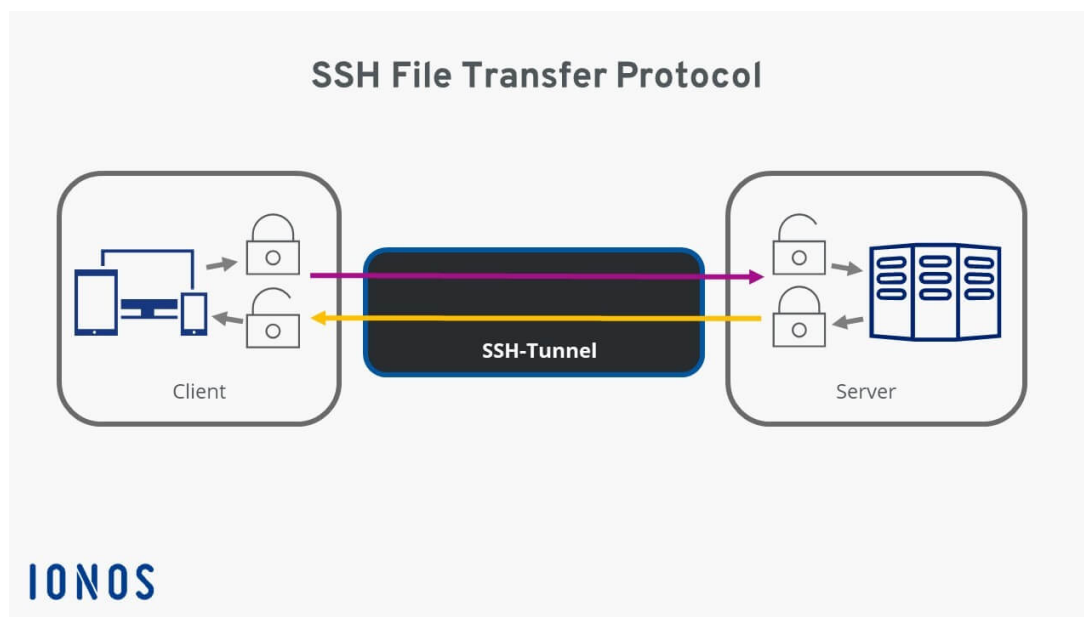 SSH File Transfer Protocol
SSH-Tunnel
Client
Server
IONOS